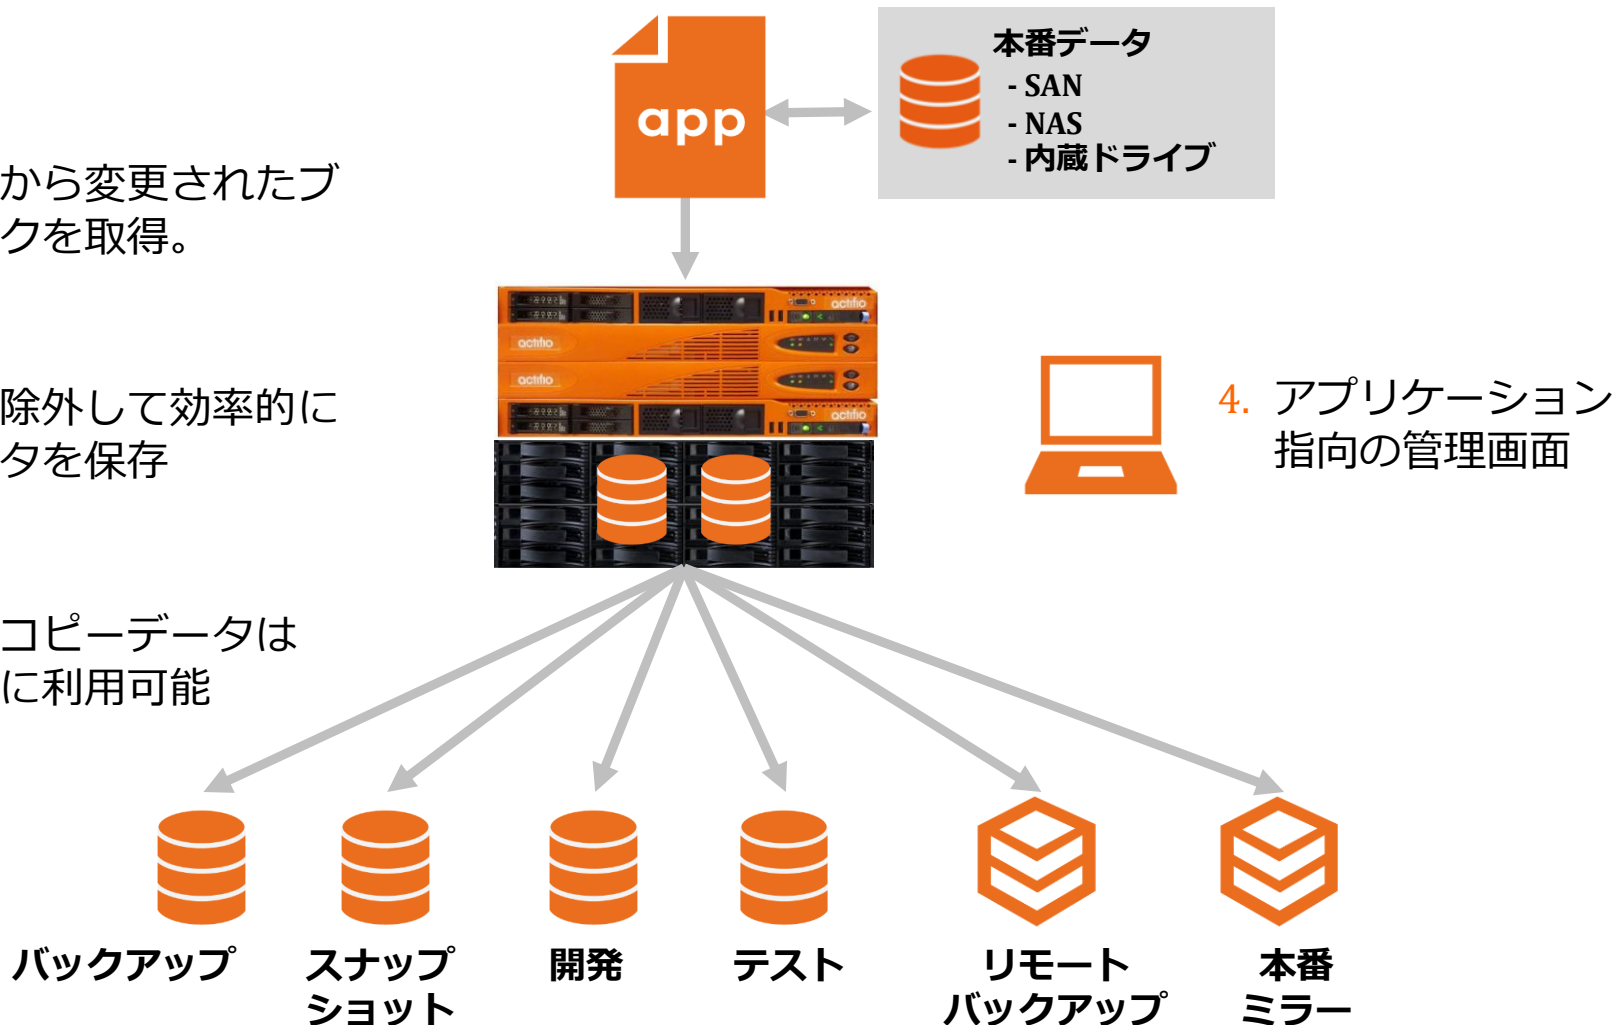 app
本番データ
- SAN
- NAS
- 内蔵ドライブ
から変更されたブ
クを取得。
actifio
actifio
actifio
actifio
除外して効率的に
タを保存
4. アプリケーション
指向の管理画面
コピーデータは
に利用可能
バックアップ
スナップ
ショット
開発
テスト
リモート
バックアップ
本番
ミラー